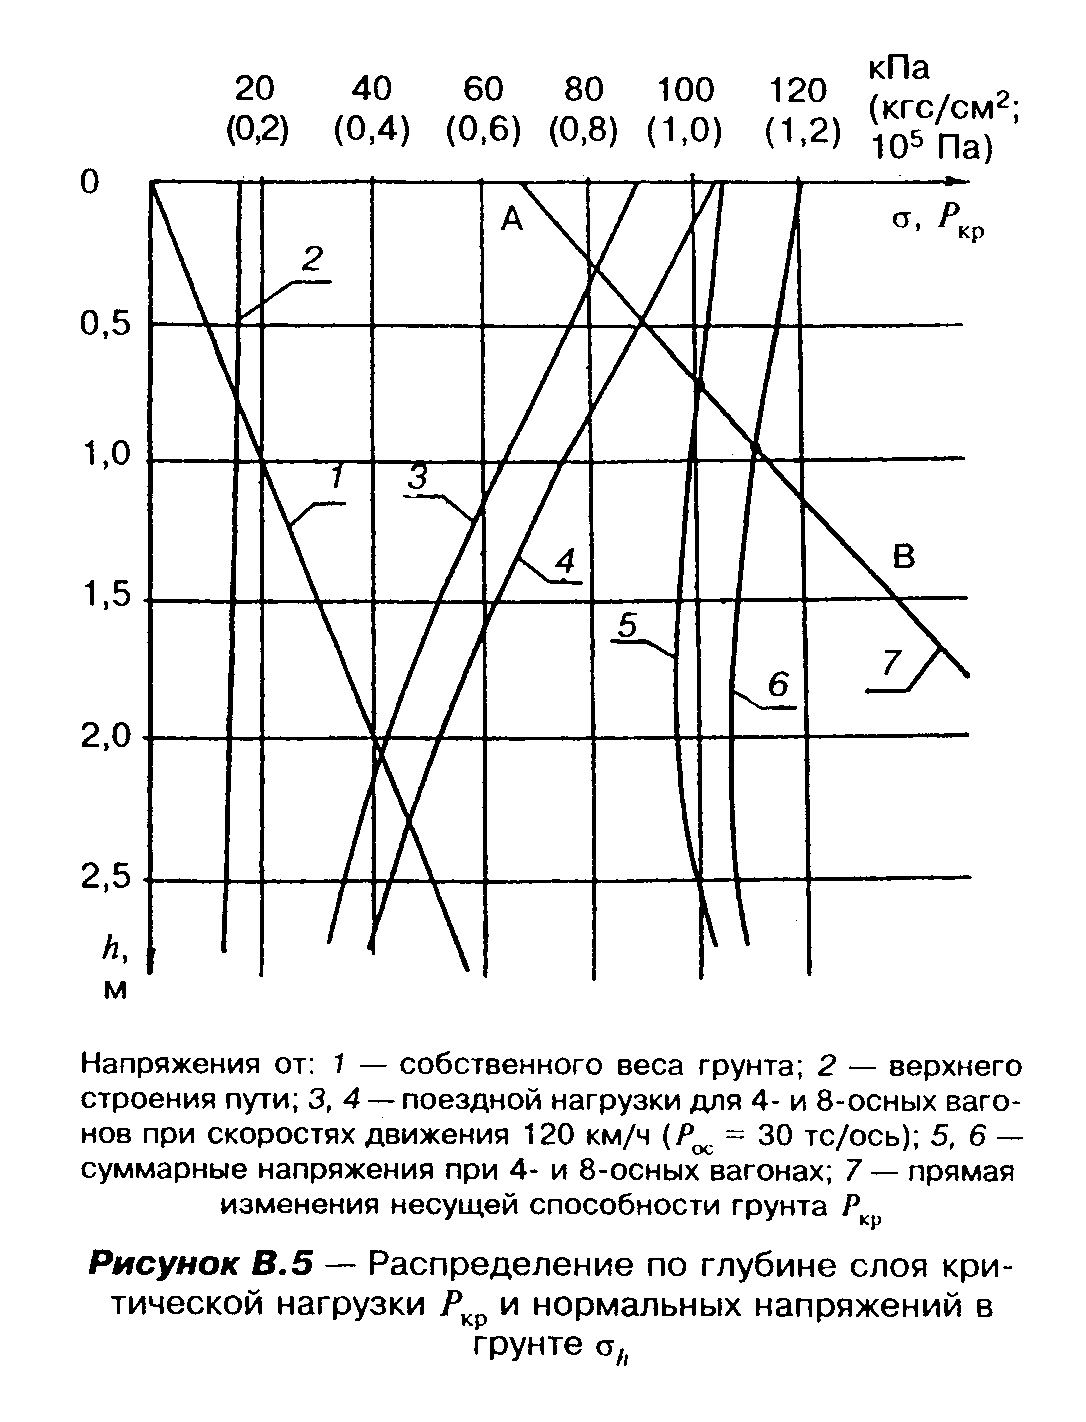 20 40 60 80 100 120 кПа
(0,2) (0,4) (0,6) (0,8) (1,0) (1,2) (кгс/см²;
10⁵ Па)
0
А
σ, Pкр
2
0,5
1,0
1 3
В
4
1,5
5
7
6
2,0
2,5
h,
м
Напряжения от: 1 — собственного веса грунта; 2 — верхнего
строения пути; 3, 4 — поездной нагрузки для 4- и 8-осных ваго-
нов при скоростях движения 120 км/ч (Pос = 30 тс/ось); 5, 6 —
суммарные напряжения при 4- и 8-осных вагонах; 7 — прямая
изменения несущей способности грунта Pкр
Рисунок В.5 — Распределение по глубине слоя кри-
тической нагрузки Pкр и нормальных напряжений в
грунте σh